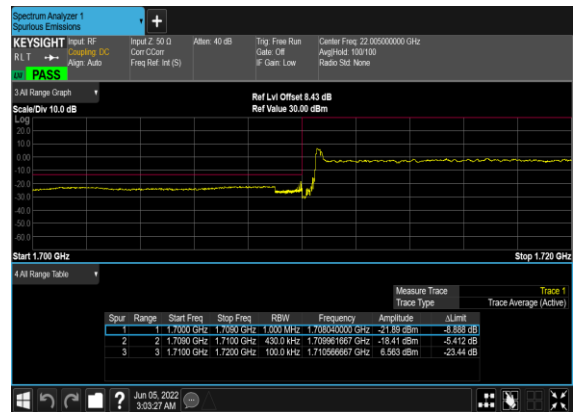 Spectrum Analyzer 1
Spurious Emissions
KEYSIGHT Input: RF Input Z: 50 Ω Atten: 40 dB Trig: Free Run Center Freq: 22.005000000 GHz
RLT Coupling: DC Corr CCorr Gate: Off Avg|Hold: 100/100
Align: Auto Freq Ref: Int (S) IF Gain: Low Radio Std: None
LW PASS
3 All Range Graph
Ref Lvl Offset 8.43 dB
Scale/Div 10.0 dB Ref Value 30.00 dBm
Log
20.0
10.0
0.00
-10.0
-20.0
-30.0
-40.0
-50.0
-60.0
Start 1.700 GHz Stop 1.720 GHz
4 All Range Table
Measure Trace Trace 1
Trace Type Trace Average (Active)
Spur Range Start Freq Stop Freq RBW Frequency Amplitude ΔLimit
1 1 1.7000 GHz 1.7090 GHz 1.000 MHz 1.708040000 GHz -21.89 dBm -8.888 dB
2 2 1.7090 GHz 1.7100 GHz 430.0 kHz 1.709961667 GHz -18.41 dBm -5.412 dB
3 3 1.7100 GHz 1.7200 GHz 100.0 kHz 1.710566667 GHz 6.563 dBm -23.44 dB
Jun 05, 2022
3:03:27 AM